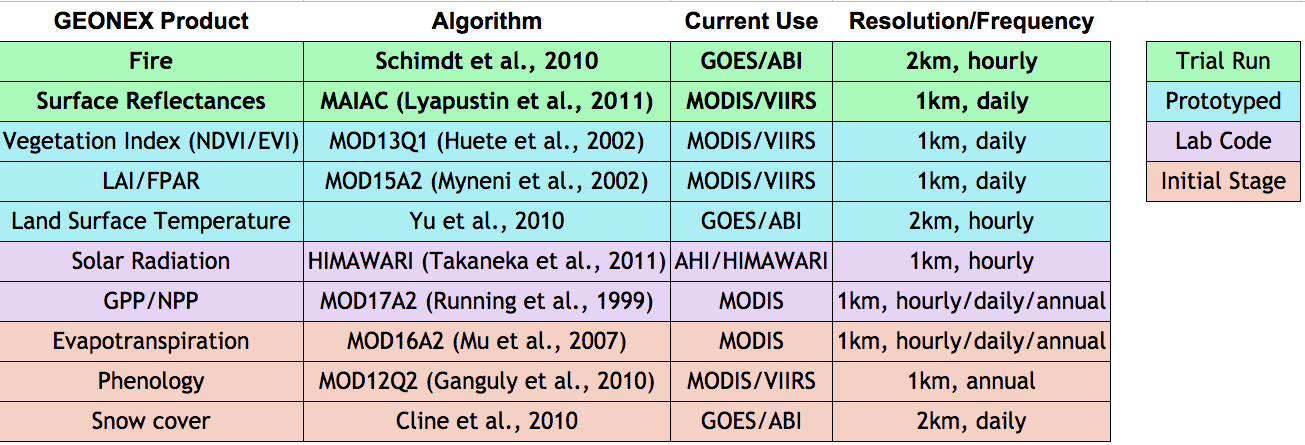 GEONEX Product Algorithm Current Use Resolution/Frequency
Fire Schimdt et al., 2010 GOES/ABI 2km, hourly Trial Run
Surface Reflectances MAIAC (Lyapustin et al., 2011) MODIS/VIIRS 1km, daily Prototyped
Vegetation Index (NDVI/EVI) MOD13Q1 (Huete et al., 2002) MODIS/VIIRS 1km, daily Lab Code
LAI/FPAR MOD15A2 (Myneni et al., 2002) MODIS/VIIRS 1km, daily Initial Stage
Land Surface Temperature Yu et al., 2010 GOES/ABI 2km, hourly
Solar Radiation HIMAWARI (Takaneka et al., 2011) AHI/HIMAWARI 1km, hourly
GPP/NPP MOD17A2 (Running et al., 1999) MODIS 1km, hourly/daily/annual
Evapotranspiration MOD16A2 (Mu et al., 2007) MODIS 1km, hourly/daily/annual
Phenology MOD12Q2 (Ganguly et al., 2010) MODIS/VIIRS 1km, annual
Snow cover Cline et al., 2010 GOES/ABI 2km, daily